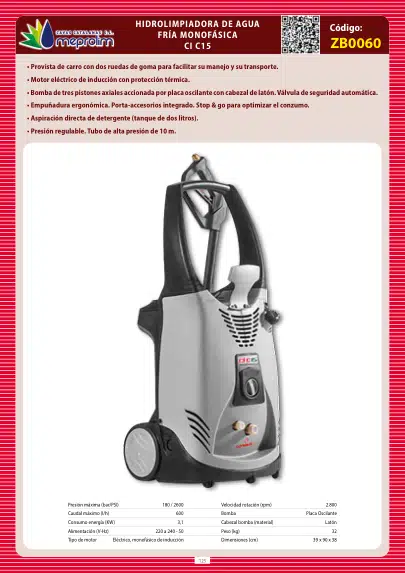 CAYAS CATALANAS S.L.
meprolim
HIDROLIMPIADORA DE AGUA
FRÍA MONOFÁSICA
CI C15
Código:
ZB0060
• Provista de carro con dos ruedas de goma para facilitar su manejo y su transporte.
• Motor eléctrico de inducción con protección térmica.
• Bomba de tres pistones axiales accionada por placa oscilante con cabezal de latón. Válvula de seguridad automática.
• Empuñadura ergonómica. Porta-accesorios integrado. Stop & go para optimizar el consumo.
• Aspiración directa de detergente (tanque de dos litros).
• Presión regulable. Tubo de alta presión de 10 m.
Presión máxima (bar/PSI) 180 / 2600
Caudal máximo (l/h) 600
Consumo energía (KW) 3,1
Alimentación (V-Hz) 220 a 240 - 50
Tipo de motor Eléctrico, monofásico de inducción
Velocidad rotación (rpm) 2800
Bomba Placa Oscilante
Cabezal bomba (material) Latón
Peso (kg) 32
Dimensiones (cm) 39 x 90 x 38
125